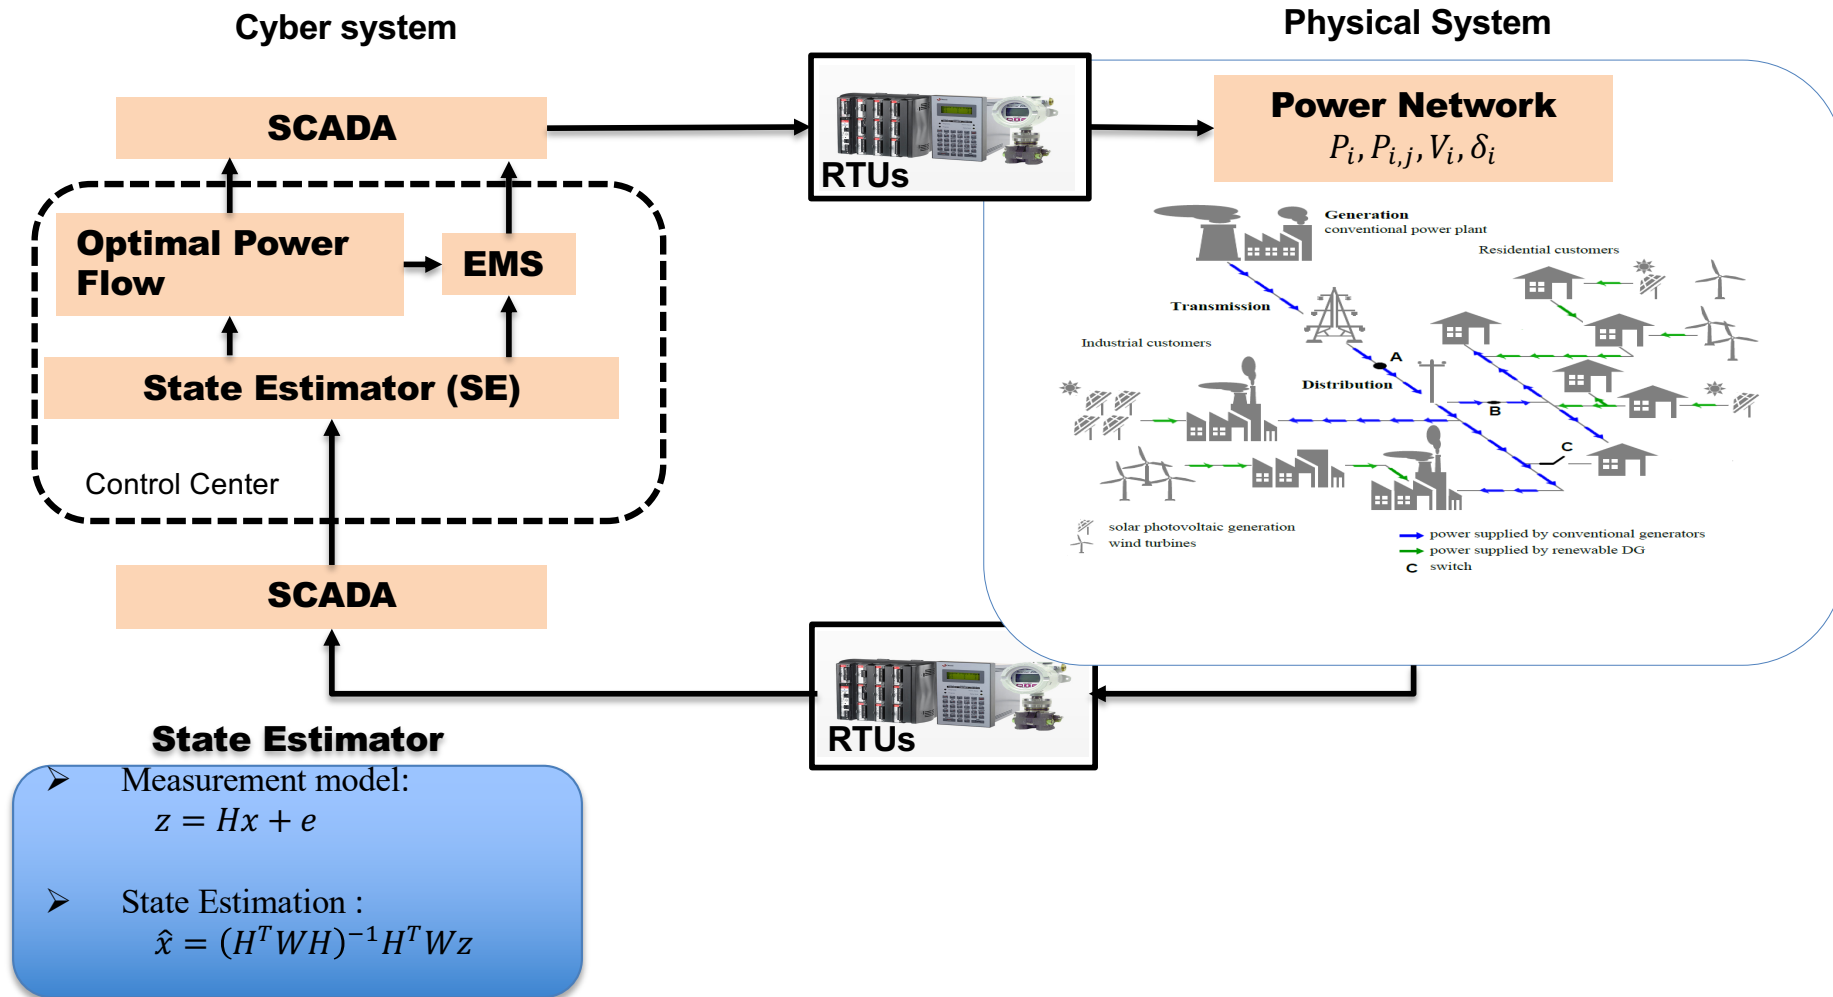 Cyber system
Physical System
SCADA
RTUs
Power Network
P_i, P_{i,j}, V_i, δ_i
Optimal Power
Flow
EMS
State Estimator (SE)
Control Center
SCADA
Generation
conventional power plant
Residential customers
Transmission
Industrial customers
A
Distribution
B
C
solar photovoltaic generation
wind turbines
power supplied by conventional generators
power supplied by renewable DG
C switch
RTUs
State Estimator
➢ Measurement model:
z = Hx + e
➢ State Estimation :
x̂ = (H^T W H)^{-1} H^T W z